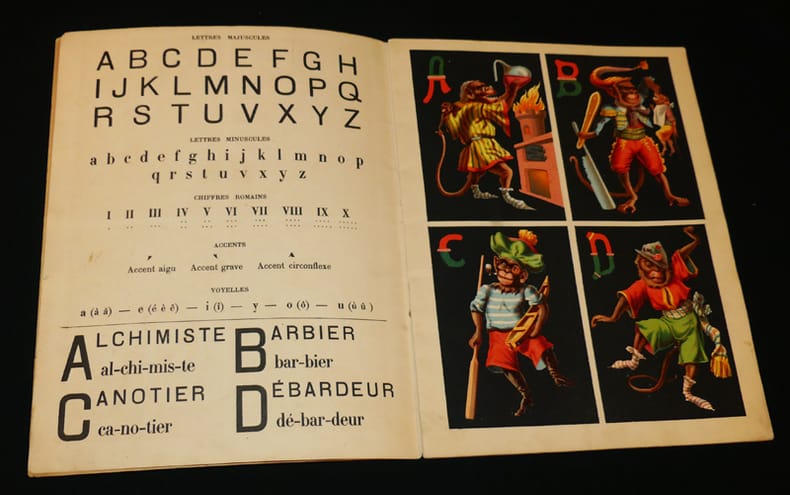 LETTRES MAJUSCULES
A B C D E F G H
I J K L M N O P Q
R S T U V X Y Z
LETTRES MINUSCULES
a b c d e f g h i j k l m n o p
q r s t u v x y z
CHIFFRES ROMAINS
I II III IV V VI VII VIII IX X
ACCENTS
Accent aigu Accent grave Accent circonflexe
VOYELLES
a (à â) — e (é è ê) — i (î) — y — o (ô) — u (ù û)
ALCHIMISTE BARBIER
al-chi-mis-te bar-bier
CANOTIER DÉBARDEUR
ca-no-tier dé-bar-deur
A B
C D